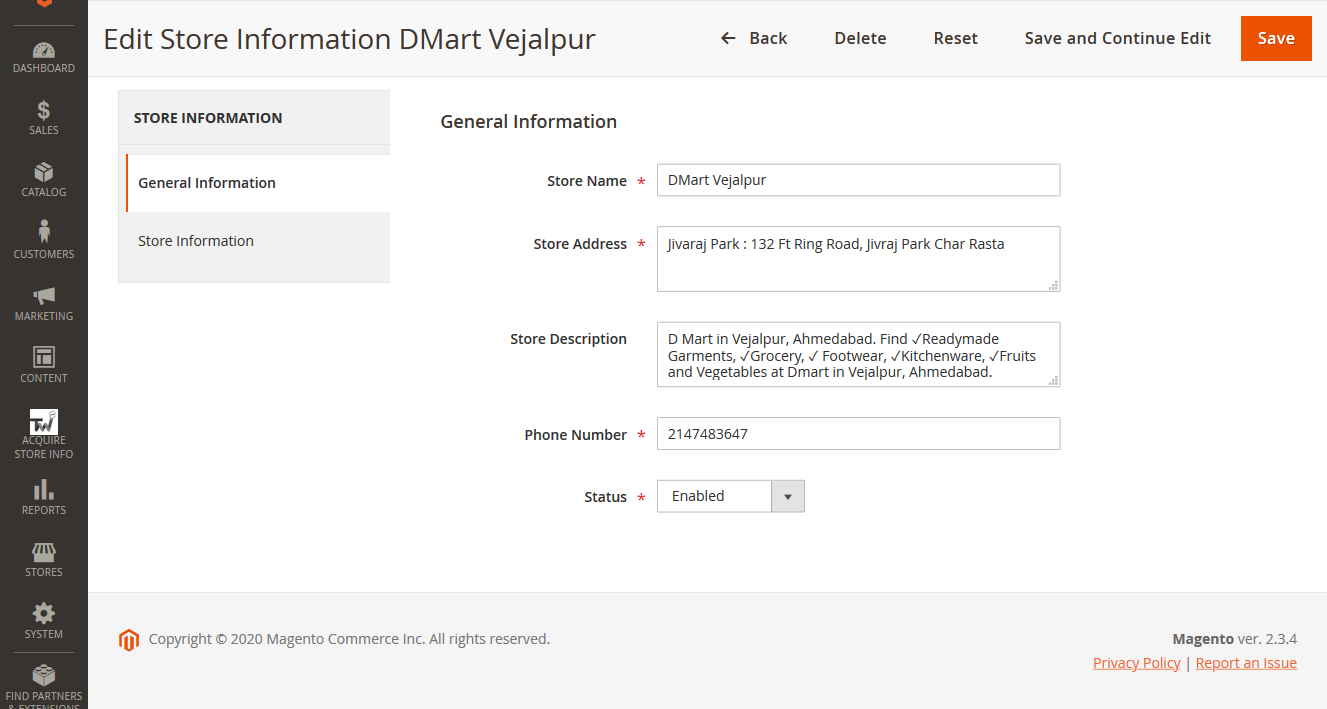 Edit Store Information DMart Vejalpur
← Back
Delete
Reset
Save and Continue Edit
Save
DASHBOARD
SALES
CATALOG
CUSTOMERS
MARKETING
CONTENT
TW
ACQUIRE
STORE INFO
REPORTS
STORES
SYSTEM
FIND PARTNERS
& EXTENSIONS
STORE INFORMATION
General Information
Store Information
General Information
Store Name * DMart Vejalpur
Store Address * Jivaraj Park : 132 Ft Ring Road, Jivraj Park Char Rasta
Store Description D Mart in Vejalpur, Ahmedabad. Find ✓Readymade
Garments, ✓Grocery, ✓ Footwear, ✓Kitchenware, ✓Fruits
and Vegetables at Dmart in Vejalpur, Ahmedabad.
Phone Number * 2147483647
Status * Enabled
Copyright © 2020 Magento Commerce Inc. All rights reserved.
Magento ver. 2.3.4
Privacy Policy | Report an Issue